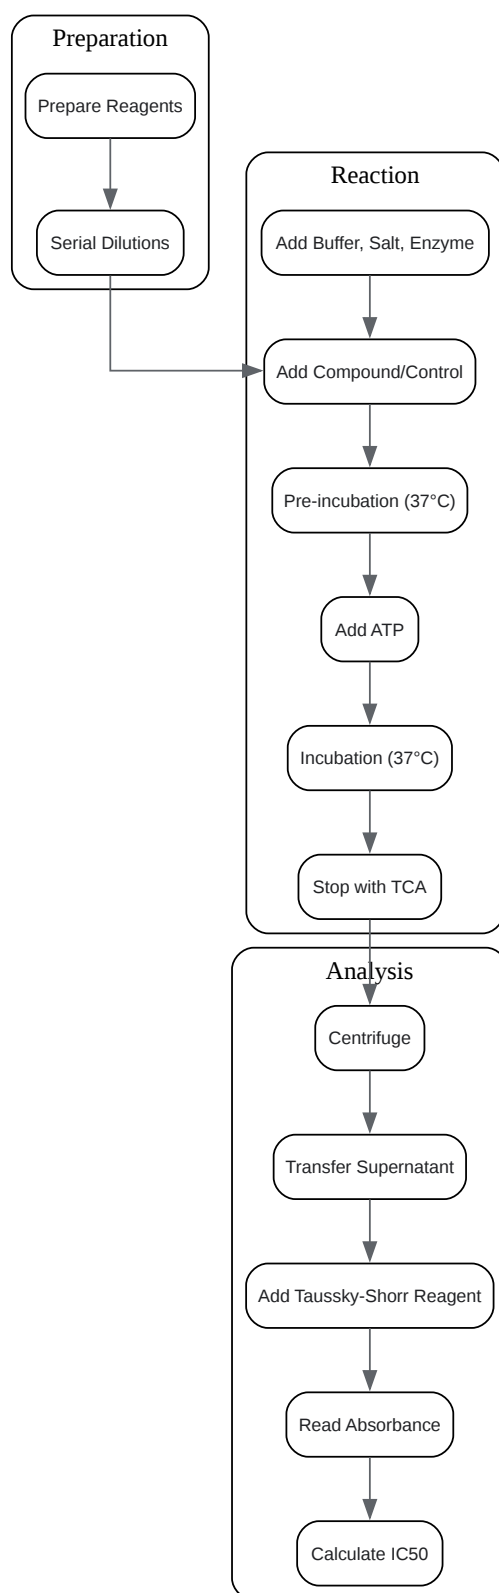 Preparation
Prepare Reagents
Serial Dilutions
Reaction
Add Buffer, Salt, Enzyme
Add Compound/Control
Pre-incubation (37°C)
Add ATP
Incubation (37°C)
Stop with TCA
Analysis
Centrifuge
Transfer Supernatant
Add Taussky-Shorr Reagent
Read Absorbance
Calculate IC50